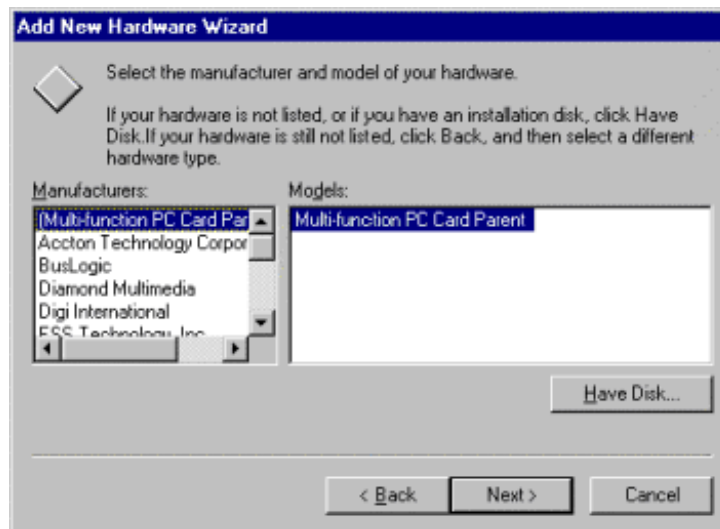 Add New Hardware Wizard
Select the manufacturer and model of your hardware.
If your hardware is not listed, or if you have an installation disk, click Have
Disk.If your hardware is still not listed, click Back, and then select a different
hardware type.
Manufacturers:
Models:
(Multi-function PC Card Par
Multi-function PC Card Parent
Accton Technology Corpor
BusLogic
Diamond Multimedia
Digi International
ESS Technology, Inc.
Have Disk...
< Back
Next >
Cancel